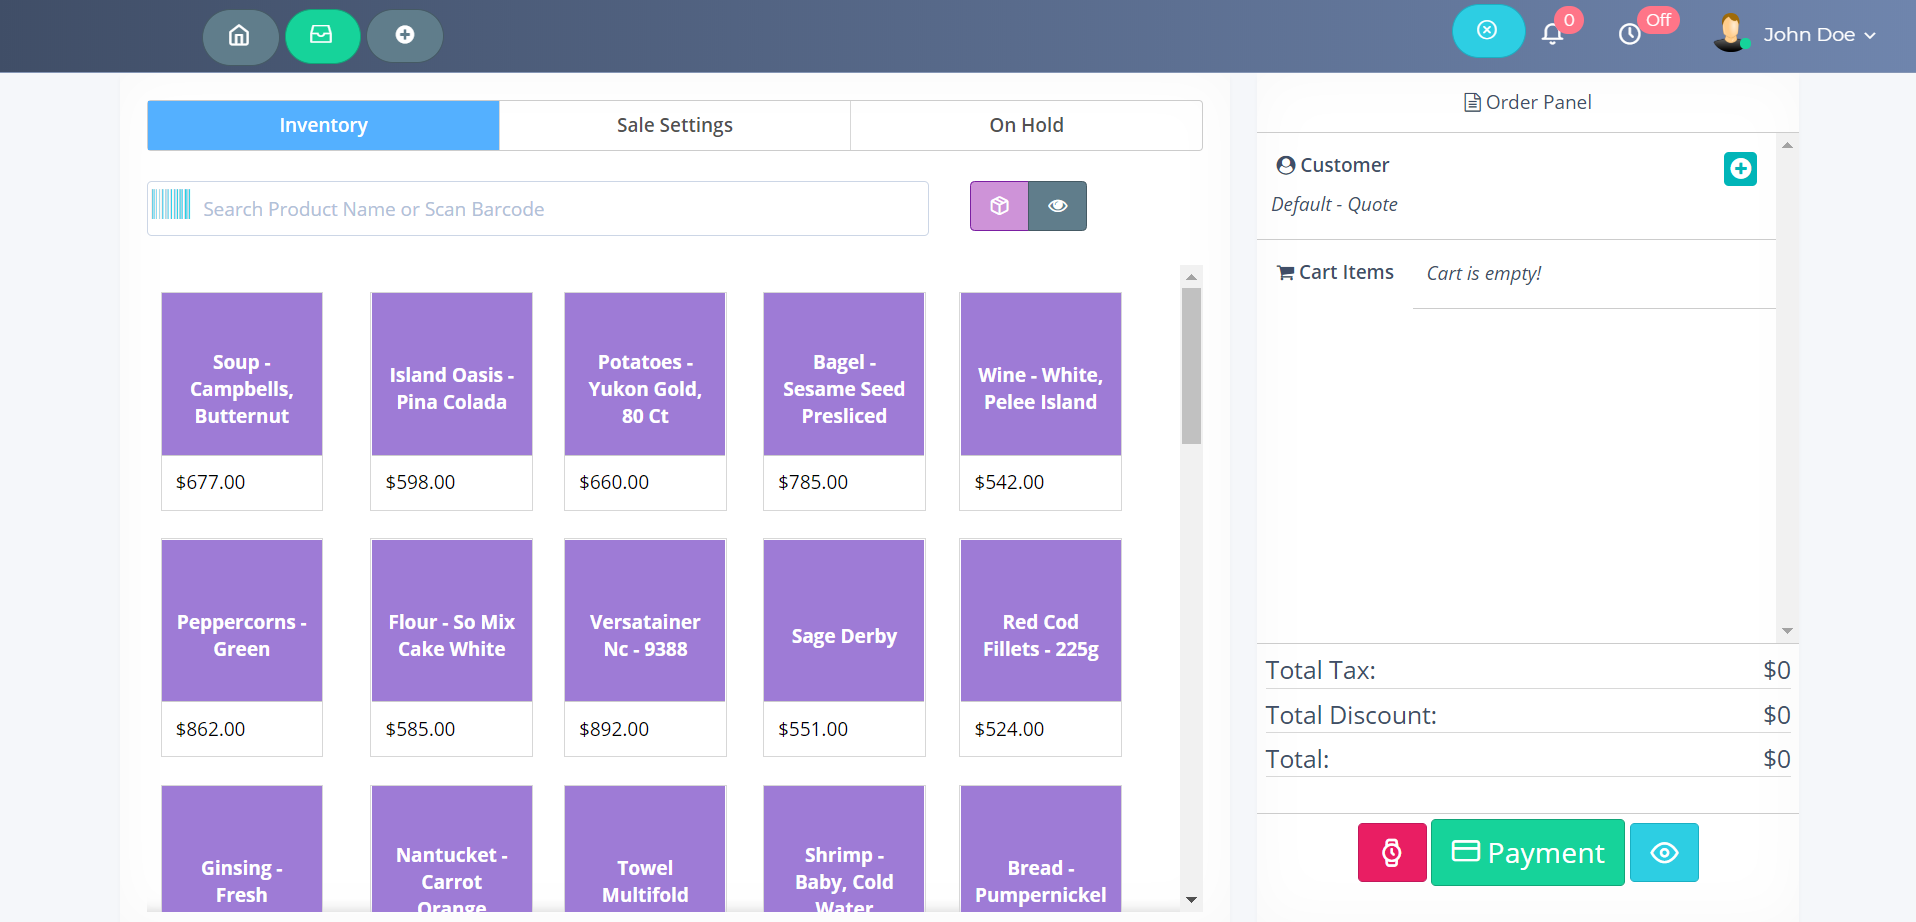 0
Off
John Doe
Inventory
Sale Settings
On Hold
Order Panel
Search Product Name or Scan Barcode
Customer
Default - Quote
Cart Items
Cart is empty!
Soup -
Campbells,
Butternut
$677.00
Island Oasis -
Pina Colada
$598.00
Potatoes -
Yukon Gold,
80 Ct
$660.00
Bagel -
Sesame Seed
Presliced
$785.00
Wine - White,
Pelee Island
$542.00
Peppercorns -
Green
$862.00
Flour - So Mix
Cake White
$585.00
Versatainer
Nc - 9388
$892.00
Sage Derby
$551.00
Red Cod
Fillets - 225g
$524.00
Ginsing -
Fresh
Nantucket -
Carrot
Orange
Towel
Multifold
Shrimp -
Baby, Cold
Water
Bread -
Pumpernickel
Total Tax:
$0
Total Discount:
$0
Total:
$0
Payment